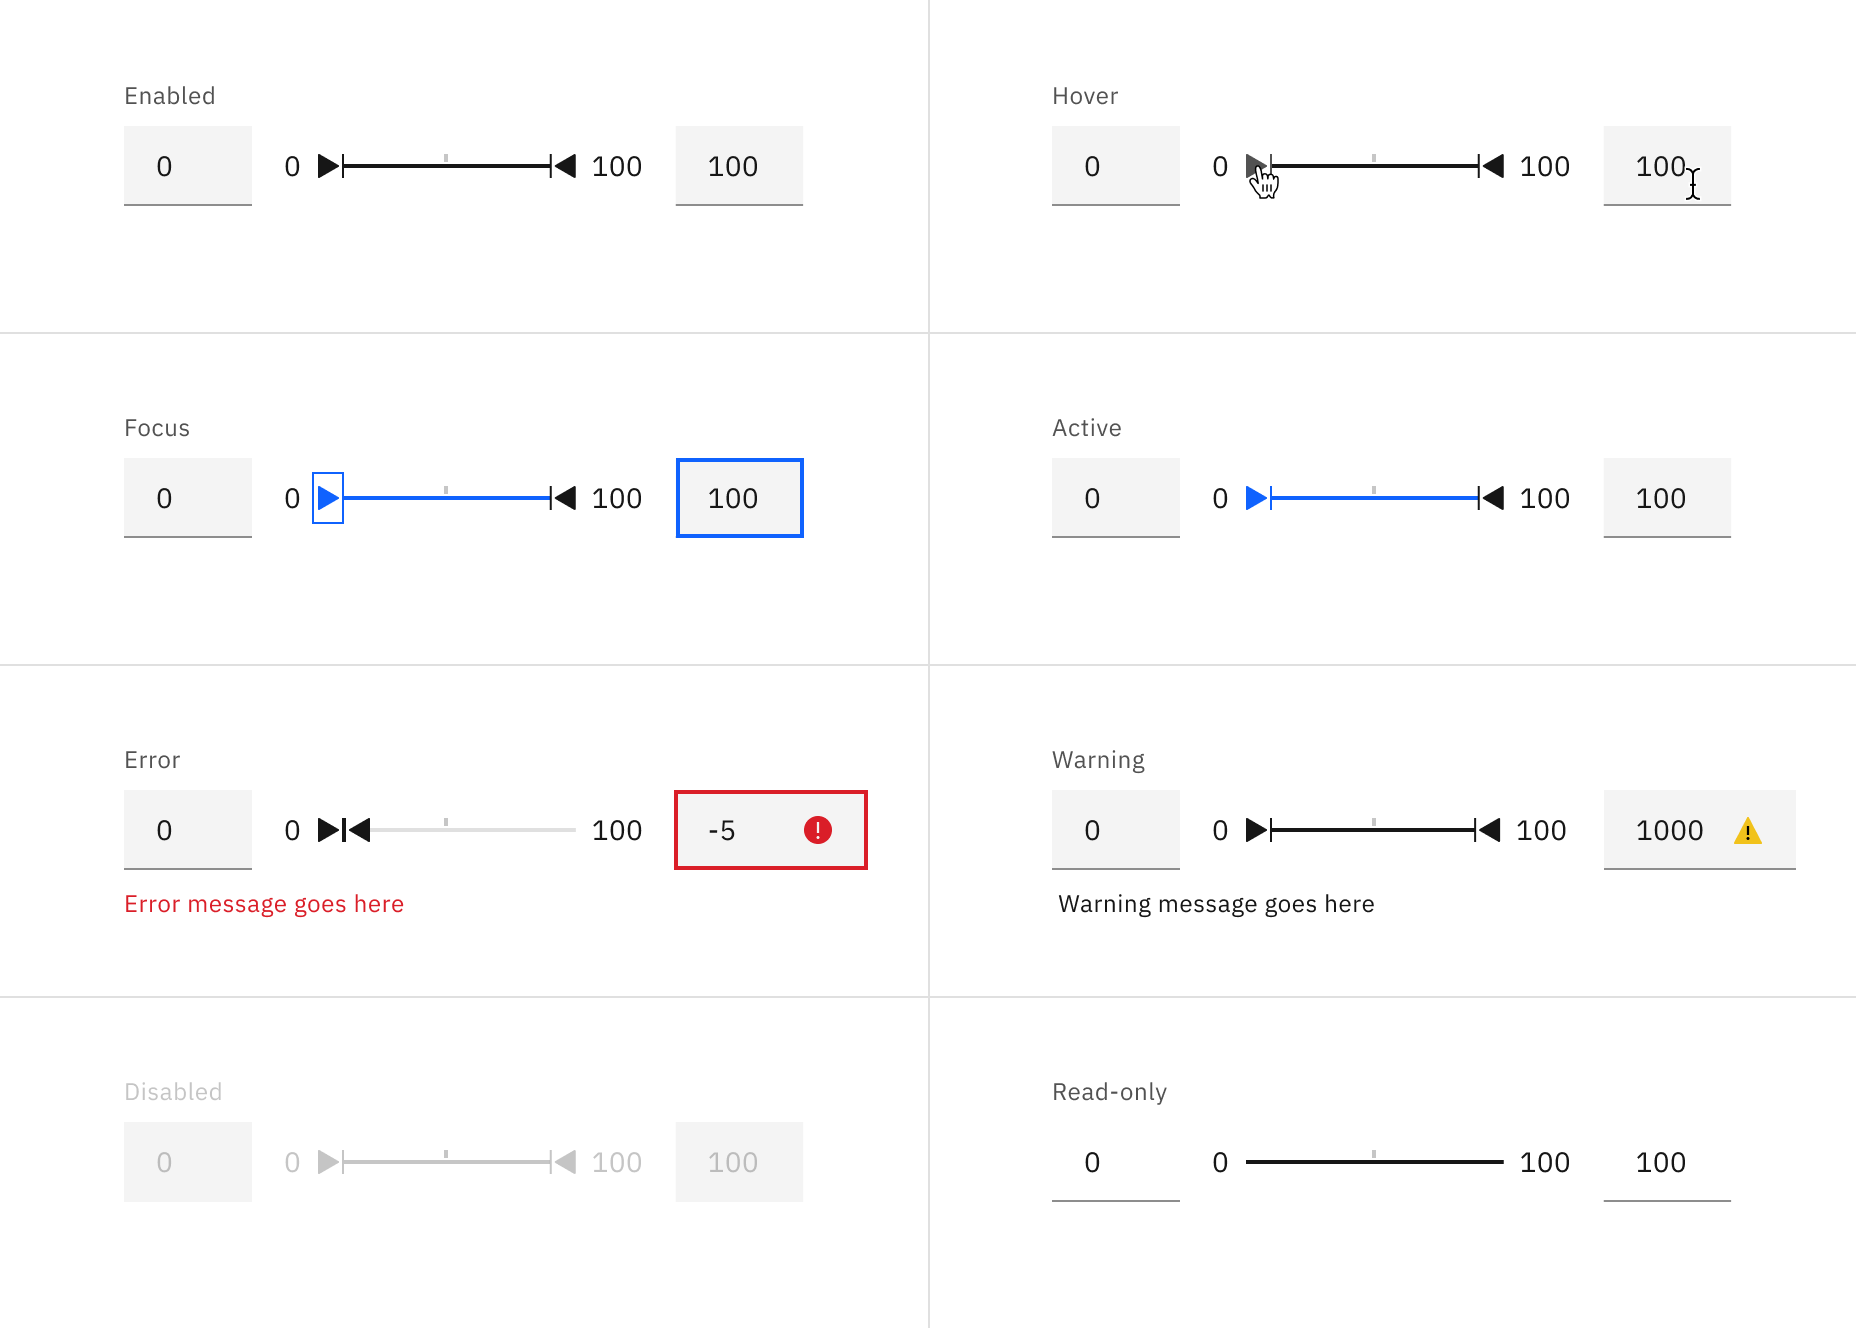 Enabled
0 0 100 100
Hover
0 0 100 100
Focus
0 0 100 100
Active
0 0 100 100
Error
0 0 100 -5
Error message goes here
Warning
0 0 100 1000
Warning message goes here
Disabled
0 0 100 100
Read-only
0 0 100 100